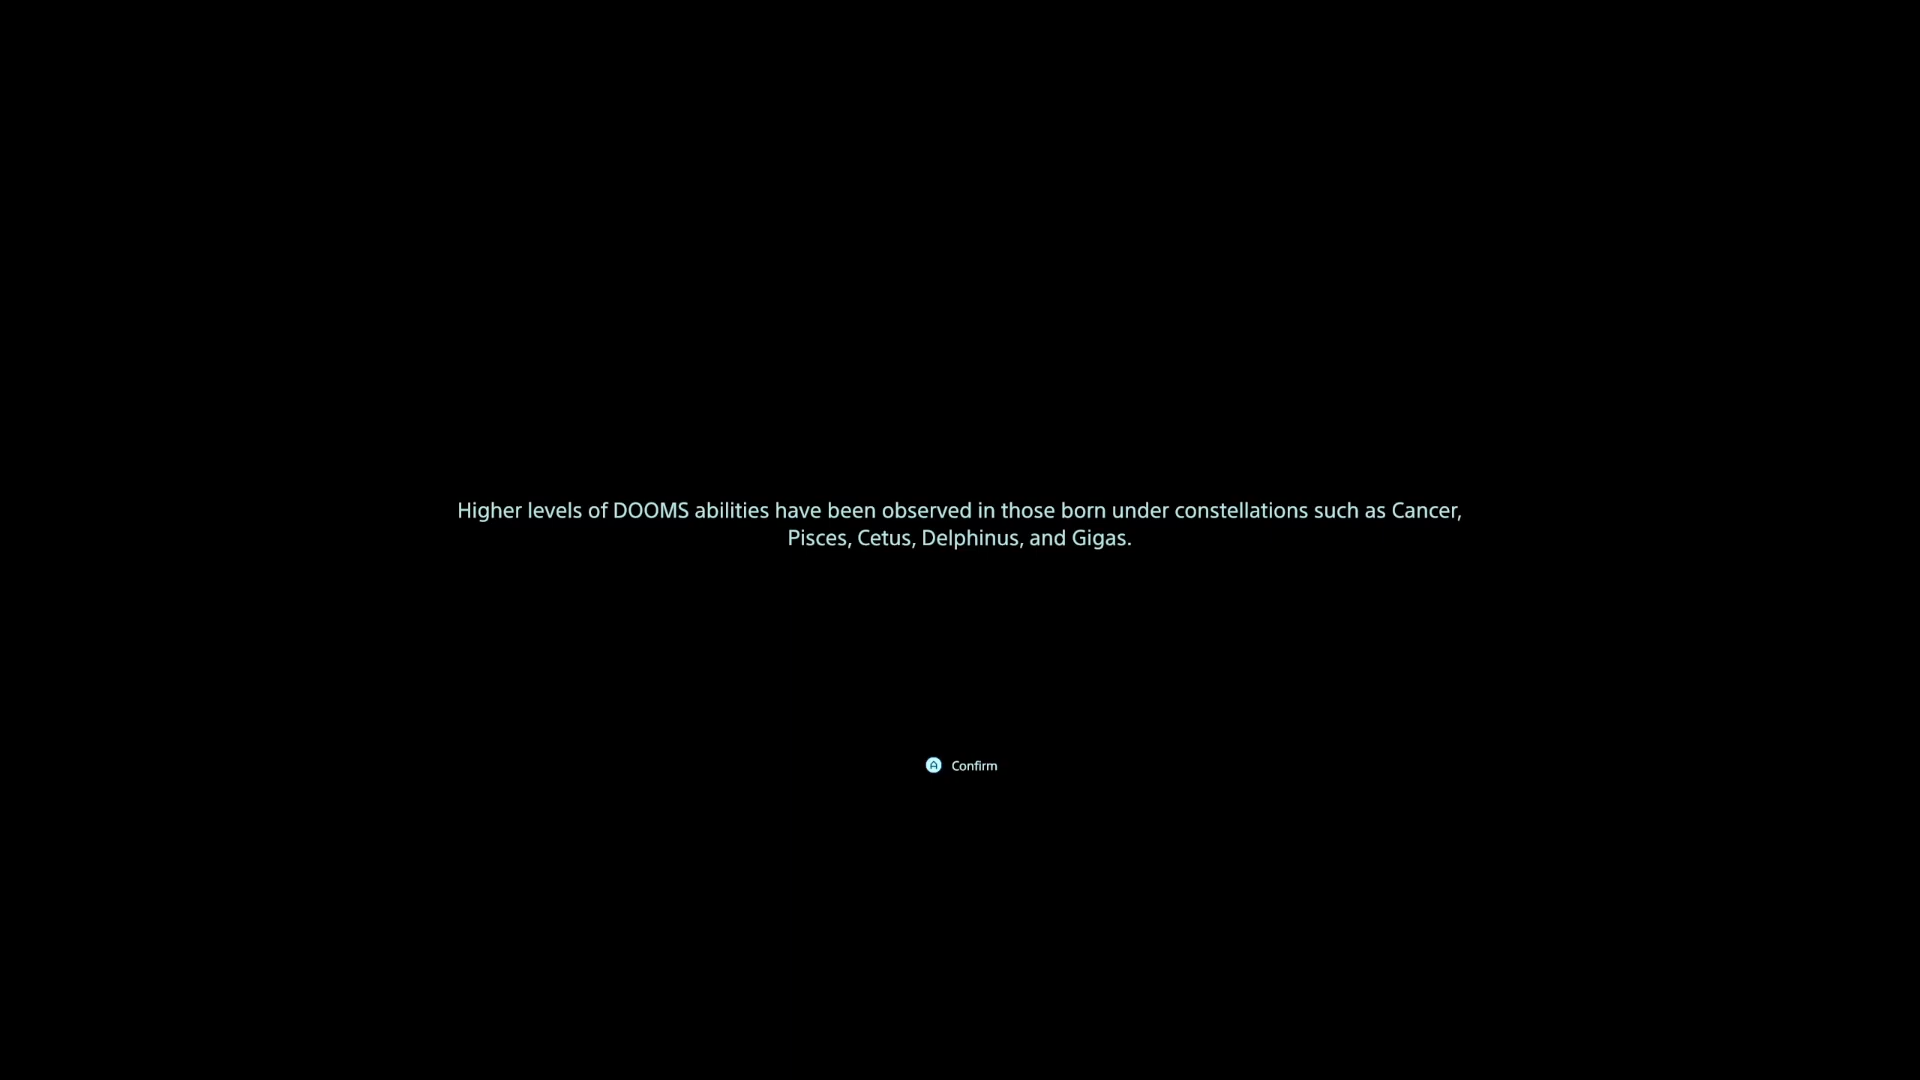 Higher levels of DOOMS abilities have been observed in those born under constellations such as Cancer,
Pisces, Cetus, Delphinus, and Gigas.
A Confirm